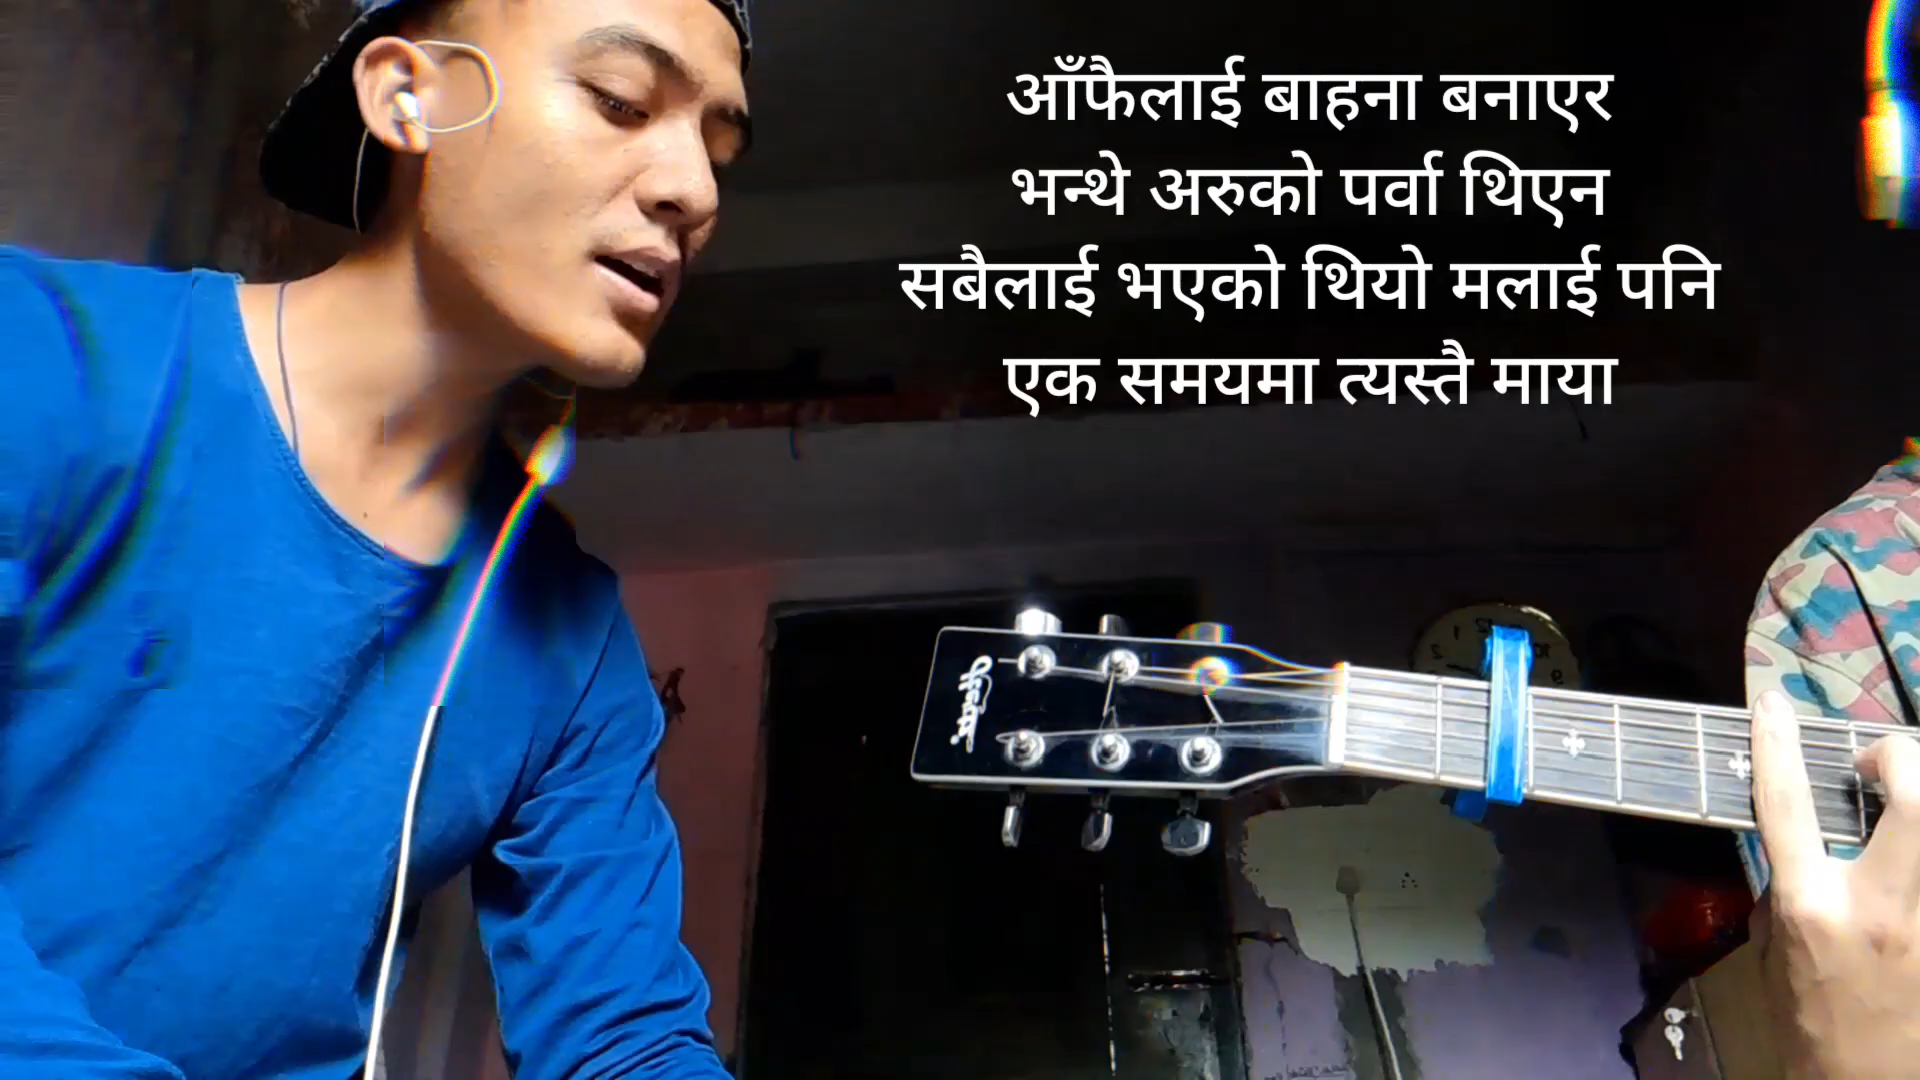 आँफैलाई बाहना बनाएर
भन्थे अरुको पर्वा थिएन
सबैलाई भएको थियो मलाई पनि
एक समयमा त्यस्तै माया